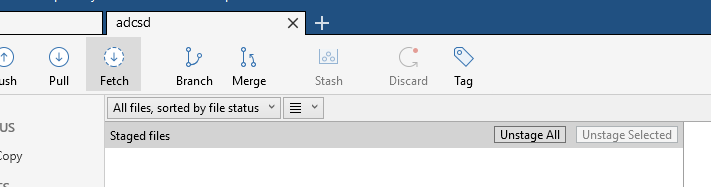 adcsd
ush Pull Fetch Branch Merge Stash Discard Tag
All files, sorted by file status
US
Staged files Unstage All Unstage Selected
Copy